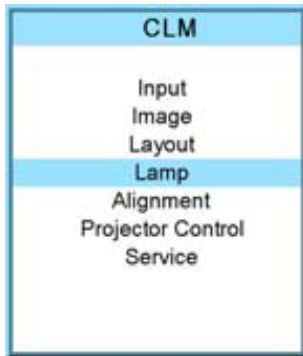 CLM
Input
Image
Layout
Lamp
Alignment
Projector Control
Service